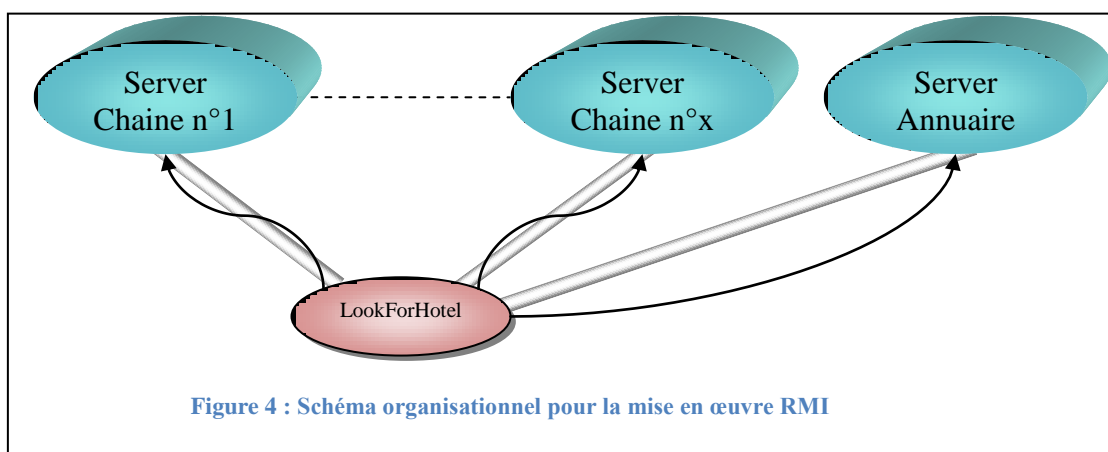 Server
Chaine n°1
Server
Chaine n°x
Server
Annuaire
LookForHotel
Figure 4 : Schéma organisationnel pour la mise en œuvre RMI